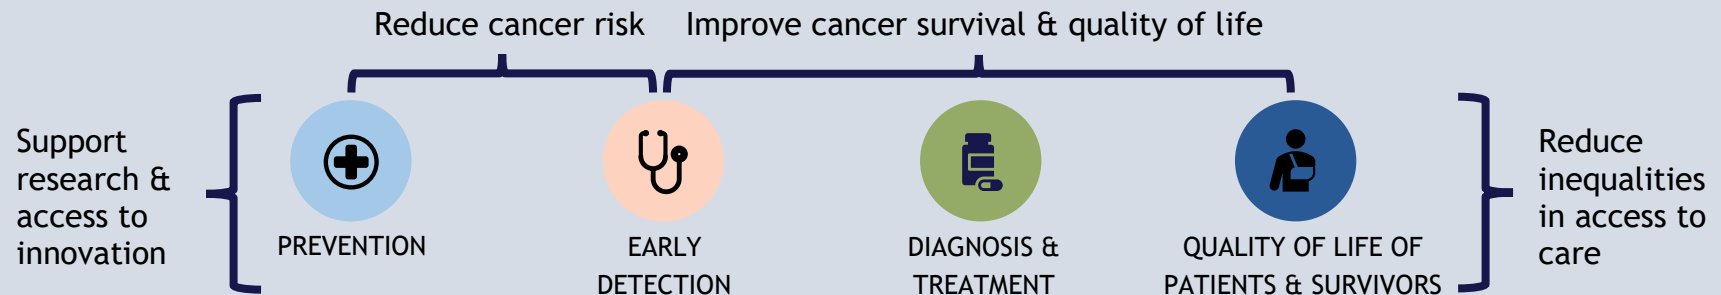 Reduce cancer risk
Improve cancer survival & quality of life
Support
research &
access to
innovation
PREVENTION
EARLY
DETECTION
DIAGNOSIS &
TREATMENT
QUALITY OF LIFE OF
PATIENTS & SURVIVORS
Reduce
inequalities
in access to
care